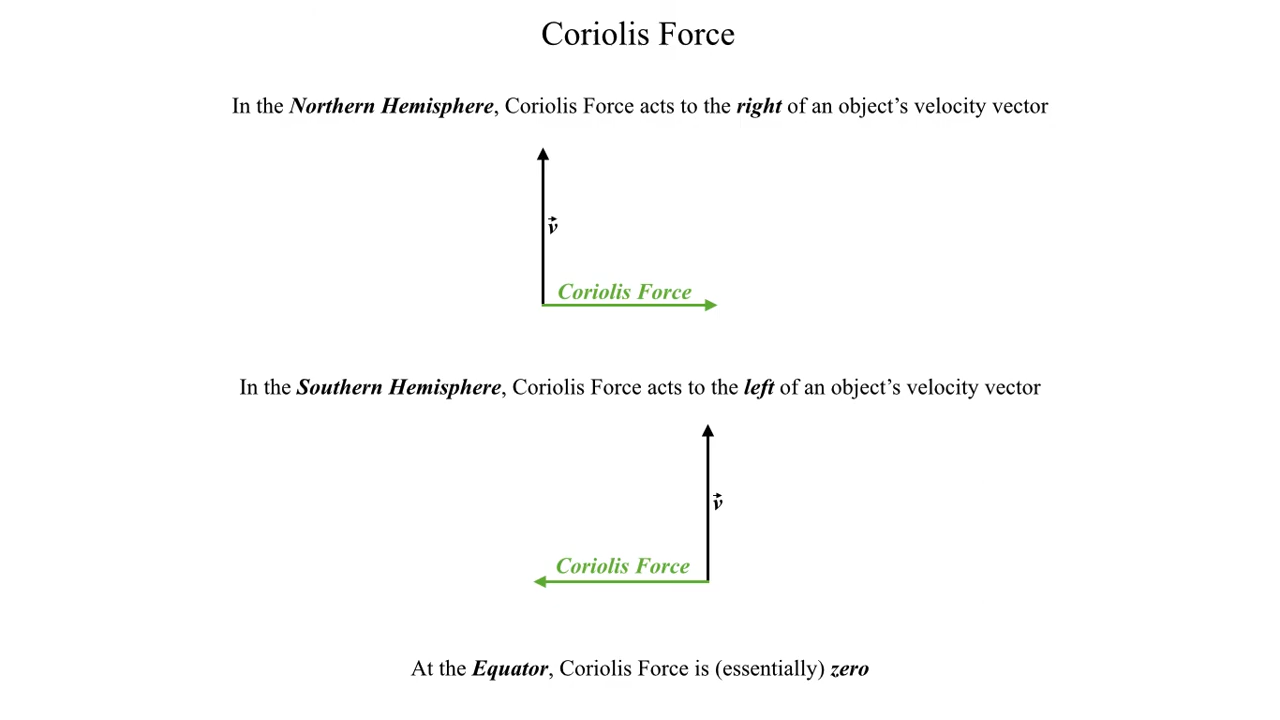 Coriolis Force
In the Northern Hemisphere, Coriolis Force acts to the right of an object’s velocity vector
v⃗
Coriolis Force
In the Southern Hemisphere, Coriolis Force acts to the left of an object’s velocity vector
v⃗
Coriolis Force
At the Equator, Coriolis Force is (essentially) zero